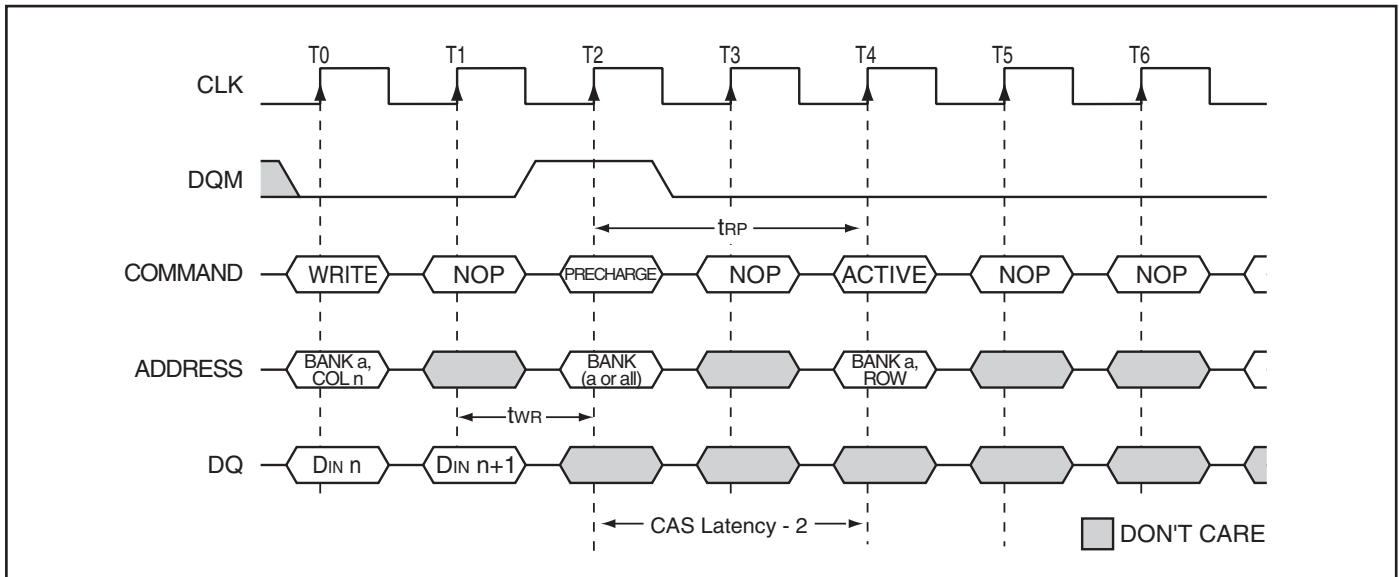 T0 T1 T2 T3 T4 T5 T6
CLK
DQM
tRP
COMMAND WRITE NOP PRECHARGE NOP ACTIVE NOP NOP
ADDRESS BANK a, COL n BANK (a or all) BANK a, ROW
tWR
DQ DIN n DIN n+1
CAS Latency - 2
DON'T CARE